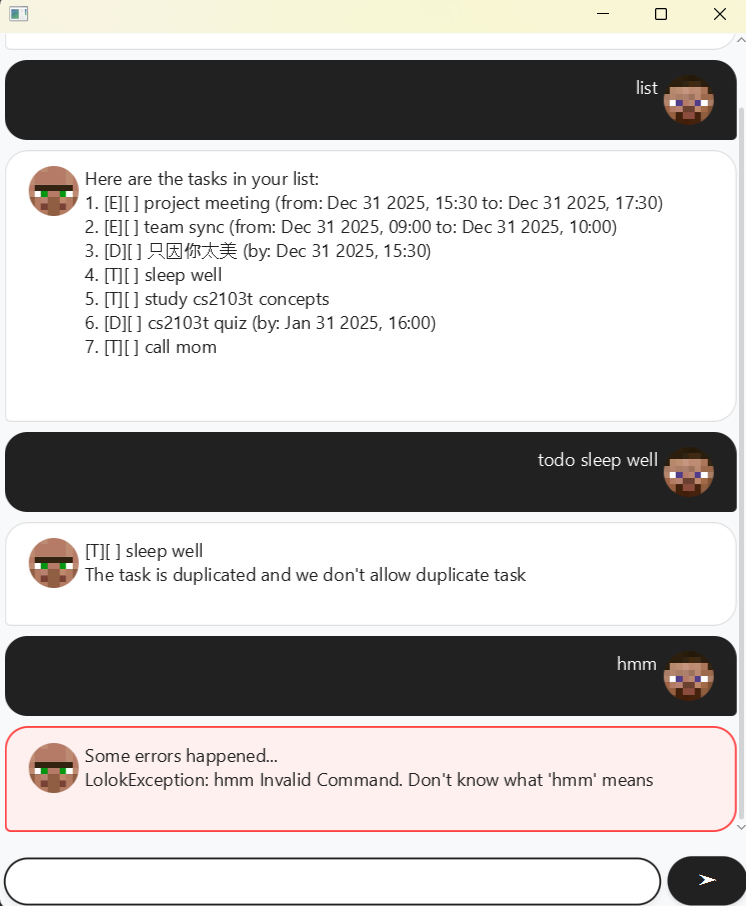 list
Here are the tasks in your list:
1. [E][ ] project meeting (from: Dec 31 2025, 15:30 to: Dec 31 2025, 17:30)
2. [E][ ] team sync (from: Dec 31 2025, 09:00 to: Dec 31 2025, 10:00)
3. [D][ ] 只因你太美 (by: Dec 31 2025, 15:30)
4. [T][ ] sleep well
5. [T][ ] study cs2103t concepts
6. [D][ ] cs2103t quiz (by: Jan 31 2025, 16:00)
7. [T][ ] call mom
todo sleep well
[T][ ] sleep well
The task is duplicated and we don't allow duplicate task
hmm
Some errors happened...
LolokException: hmm Invalid Command. Don't know what 'hmm' means